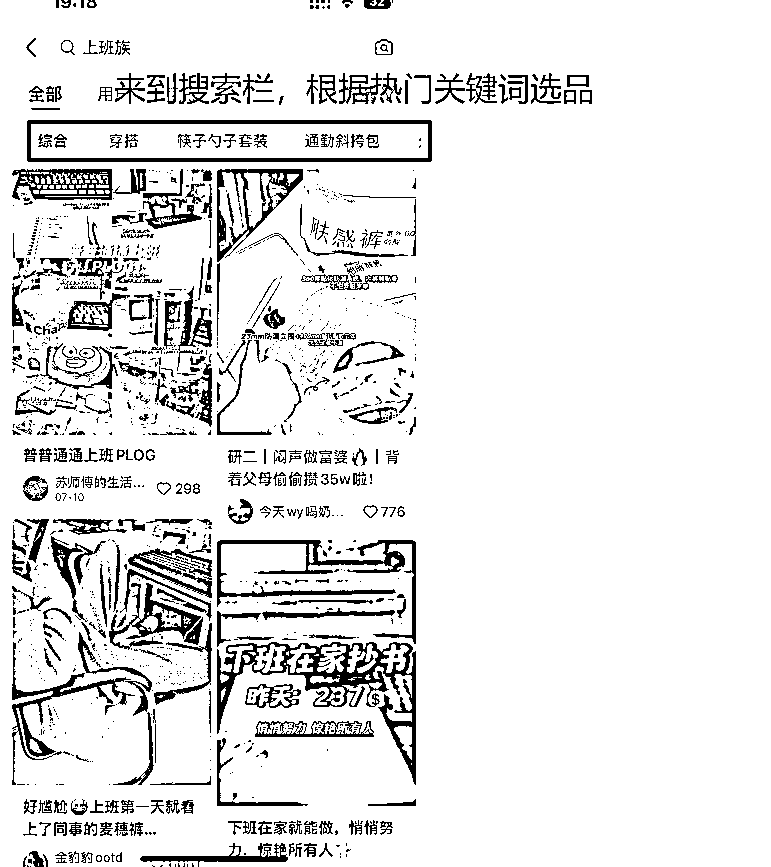 19:18
32
上班族
全部
用
来到搜索栏，根据热门关键词选品
综合 穿搭 筷子勺子套装 通勤斜挎包
肤感裤
普普通通上班PLOG
苏师傅的生活...
07-10
298
研二｜闷声做富婆🔥｜背
着父母偷偷攒35w啦！
今天wy喝奶...
776
下班在家抄书
昨天：237/
悄悄努力 惊艳所有人
好尴尬😂上班第一天就看
上了同事的麦穗裤...
金豹豹ootd
下班在家就能做，悄悄努
力，惊艳所有人✨